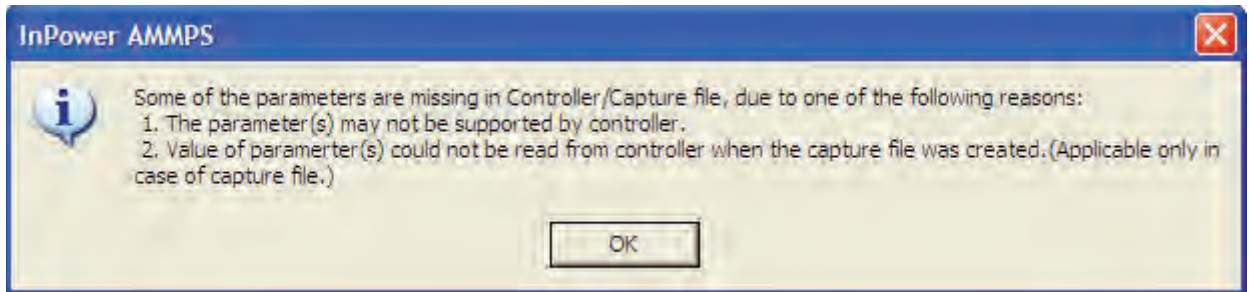 InPower AMMPS
Some of the parameters are missing in Controller/Capture file, due to one of the following reasons:
1. The parameter(s) may not be supported by controller.
2. Value of paramerter(s) could not be read from controller when the capture file was created.(Applicable only in
case of capture file.)
OK